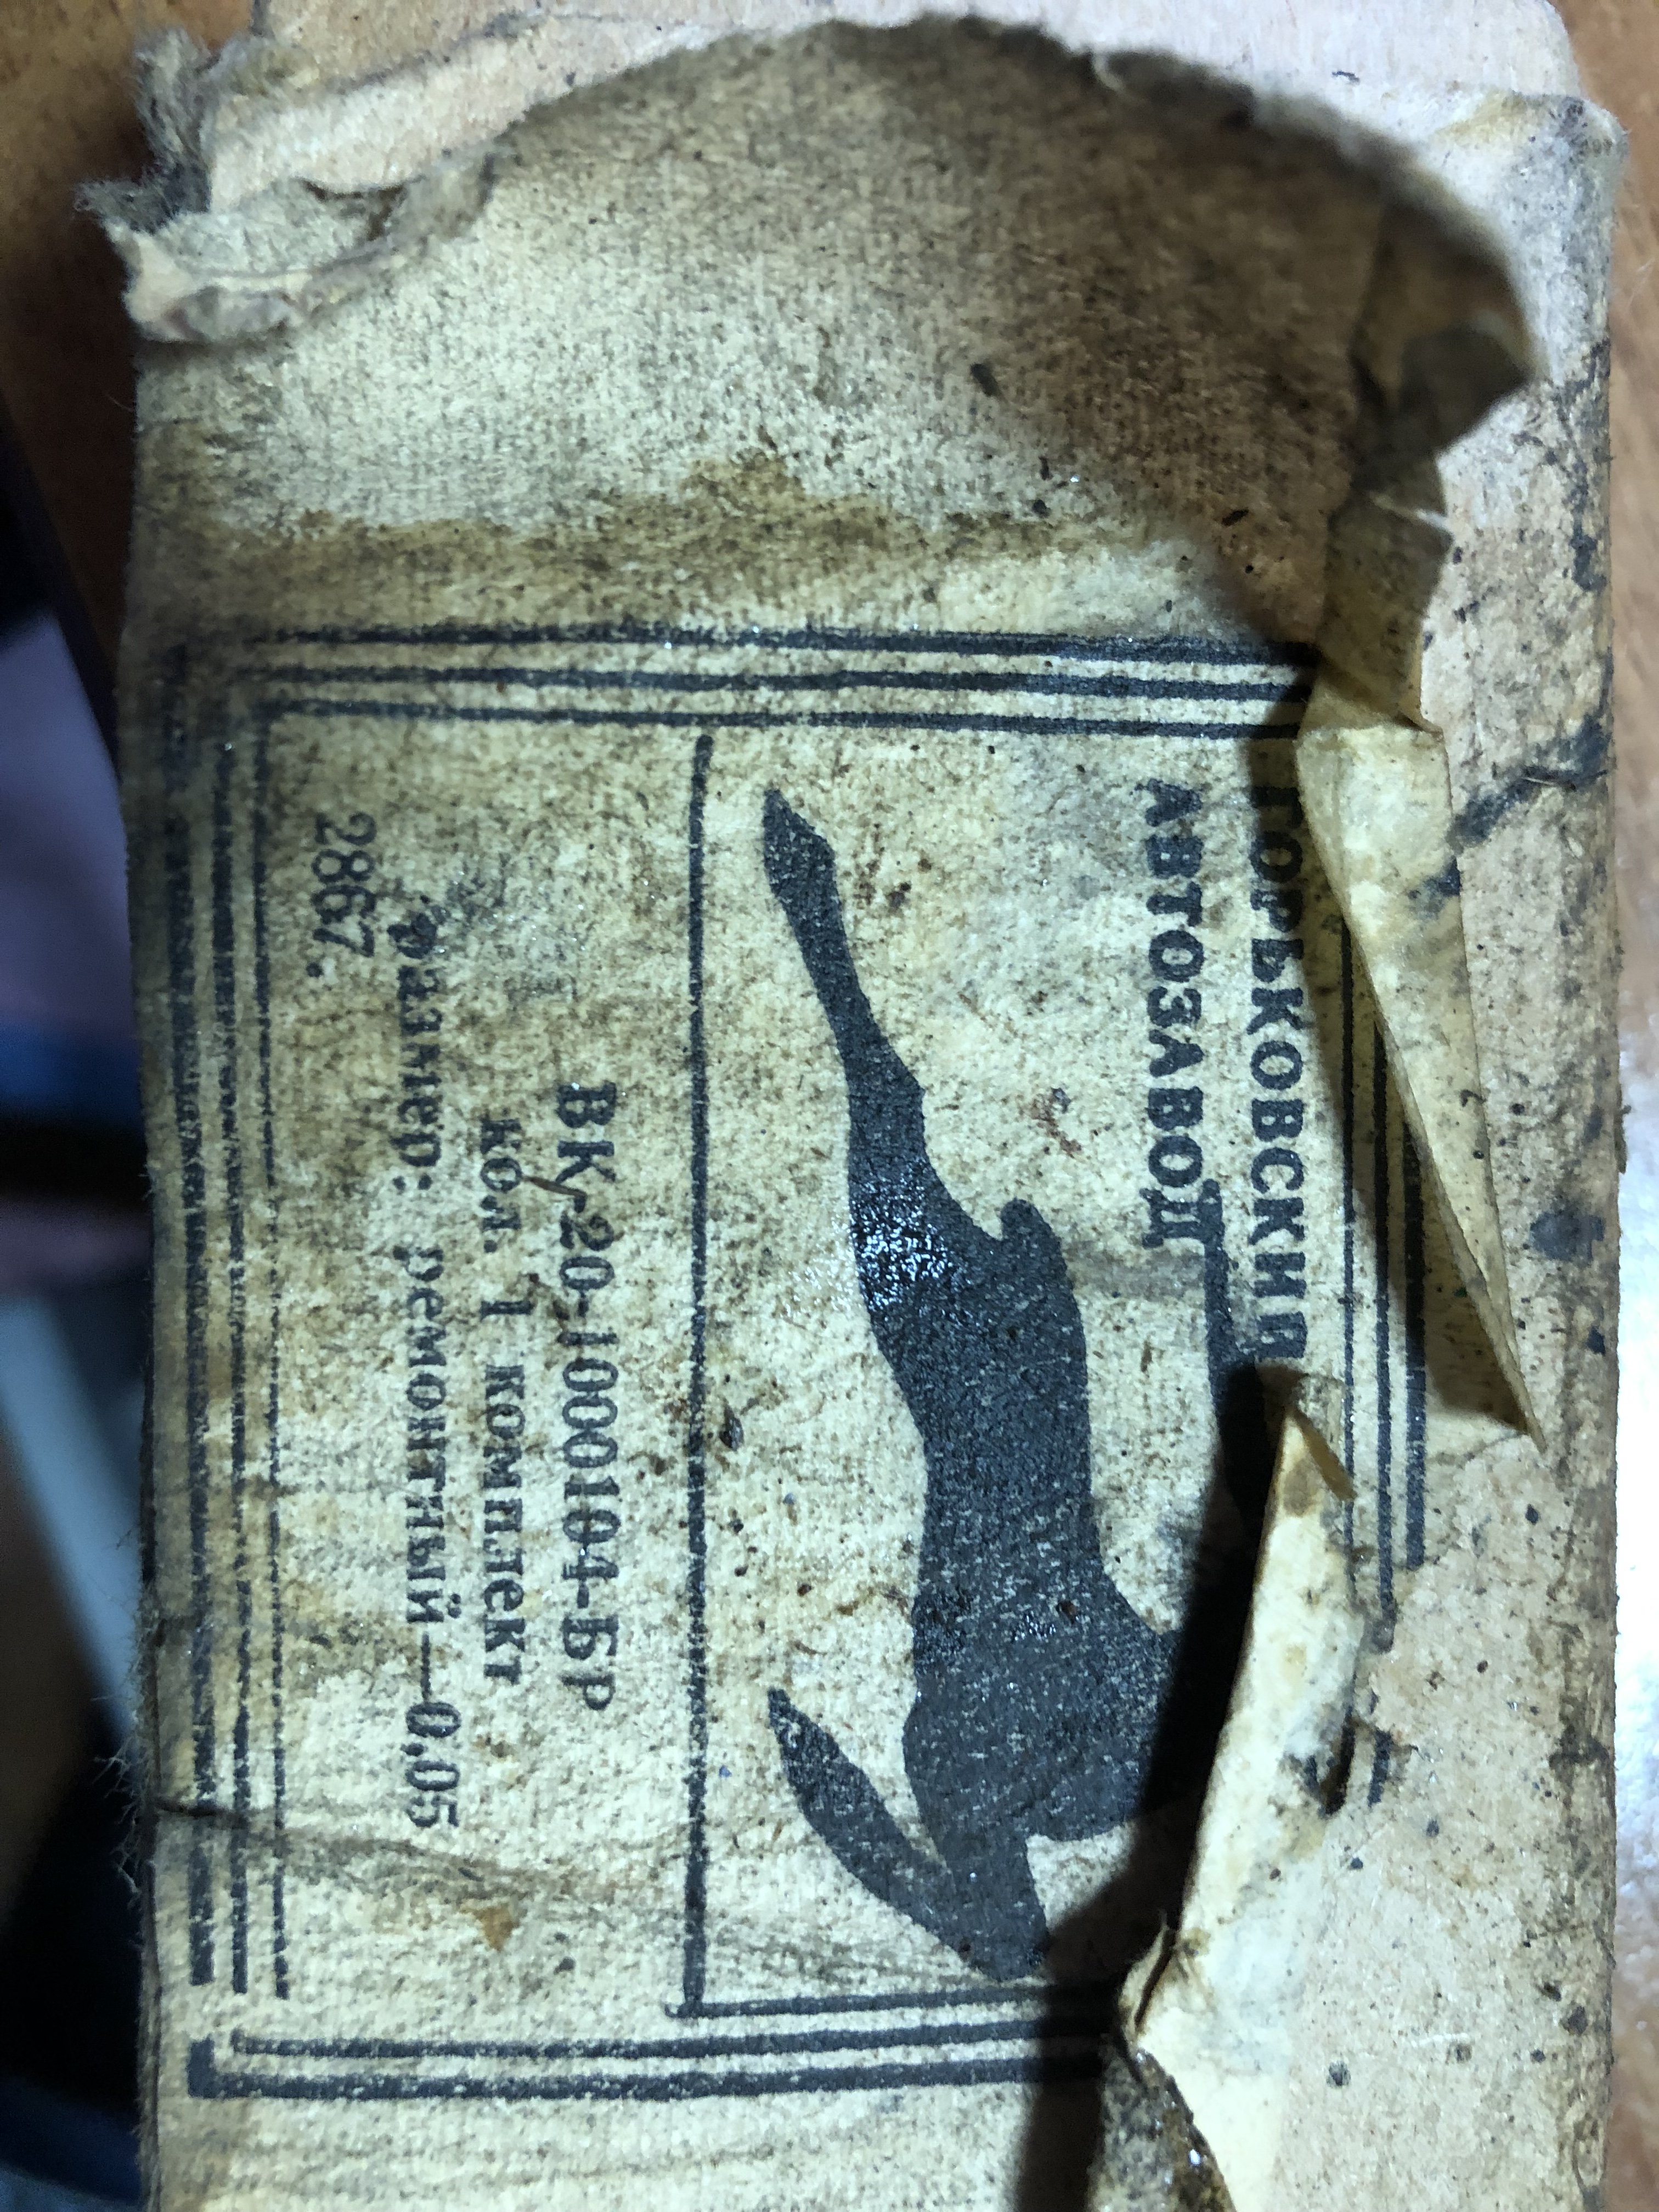 ГОРЬКОВСКИЙ
АВТОЗАВОД
ВК-20-1000104-БР
кол. 1 комплект
размер: ремонтный—0,05
2867.